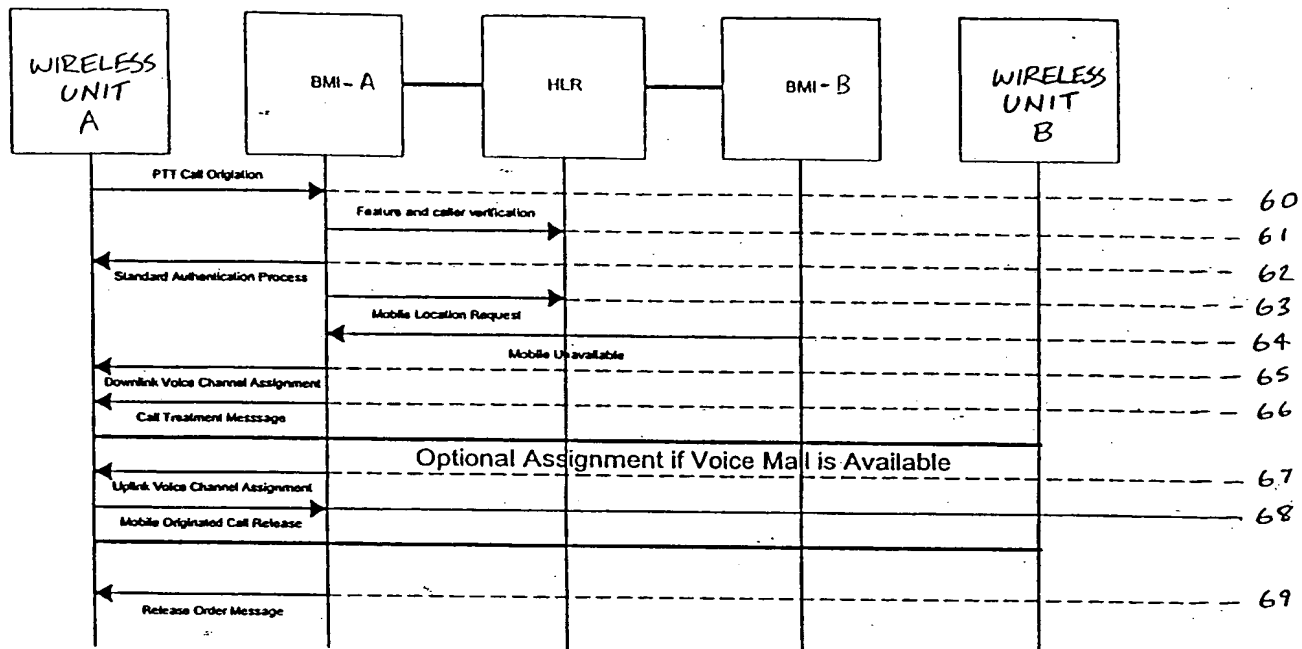 WIRELESS
UNIT
A
BMI-A
HLR
BMI-B
WIRELESS
UNIT
B
PTT Call Origiation
60
Feature and caller verification
61
Standard Authentication Process
62
Mobile Location Request
63
Mobile Unavailable
64
Downlink Voice Channel Assignment
65
Call Treatment Messsage
66
Optional Assignment if Voice Mail is Available
Uplink Voice Channel Assignment
67
Mobile Originated Call Release
68
Release Order Message
69